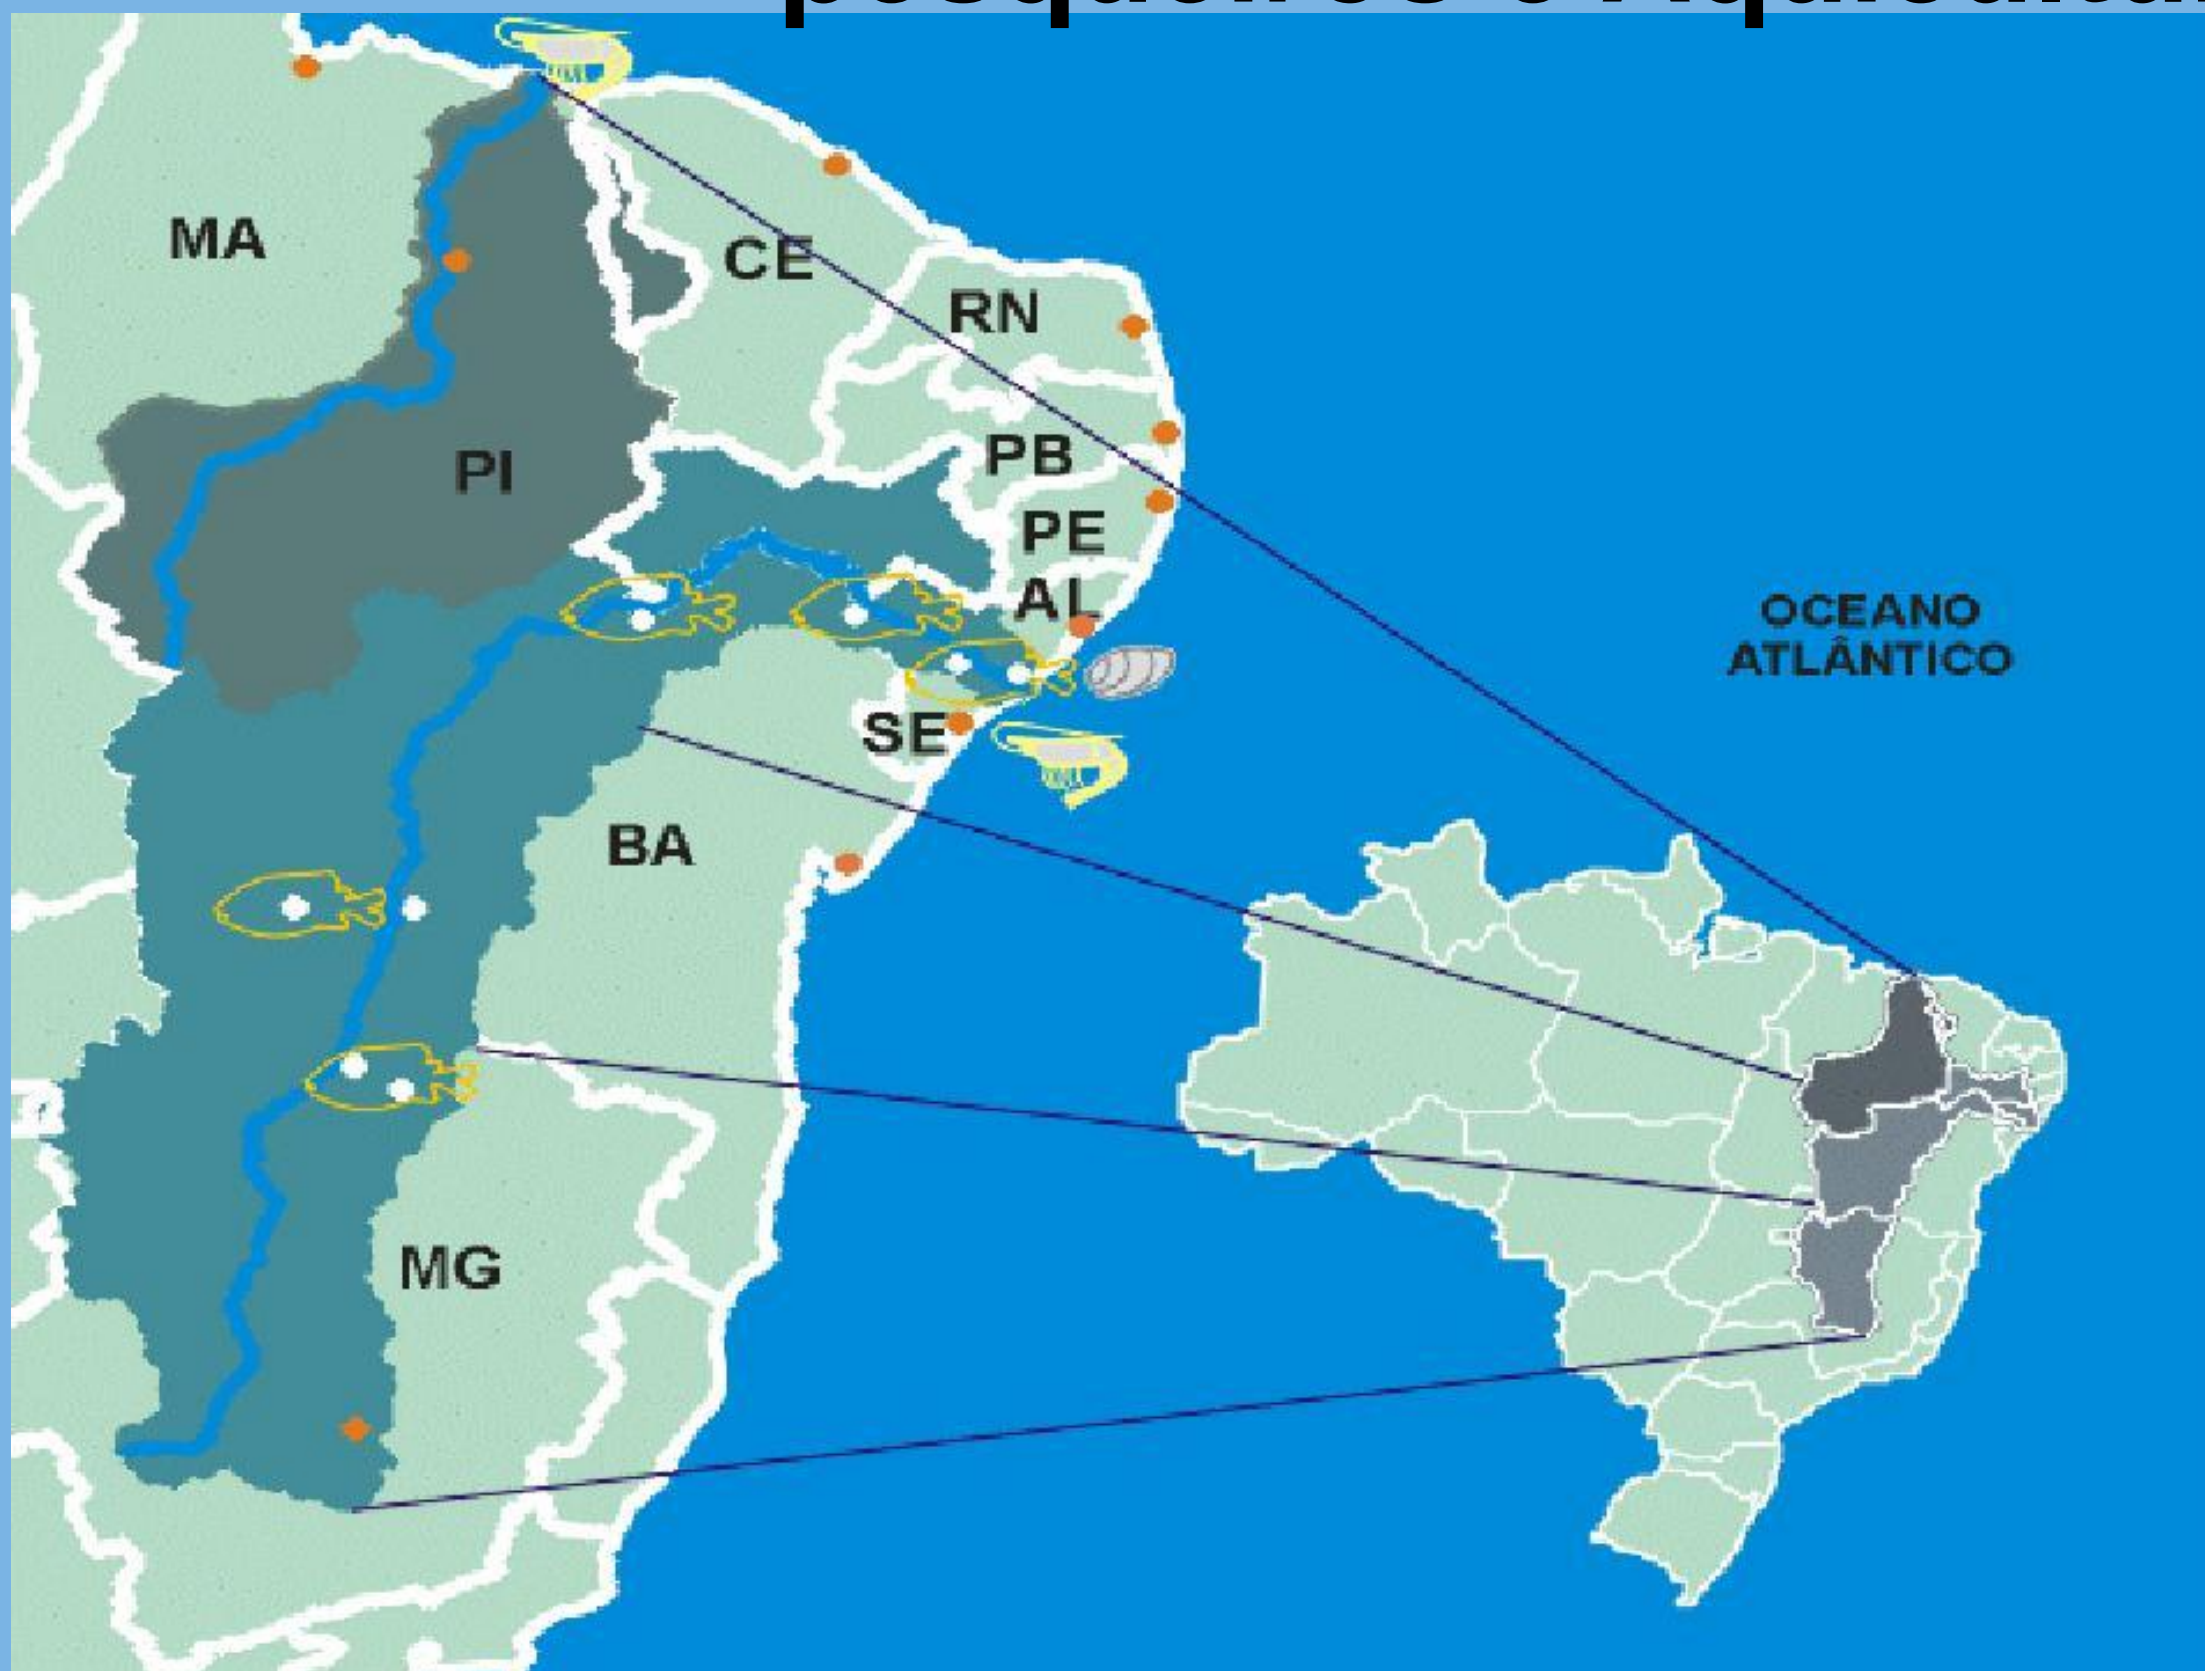 MA
CE
RN
PI
PB
PE
AL
OCEANO
ATLÂNTICO
SE
BA
MG